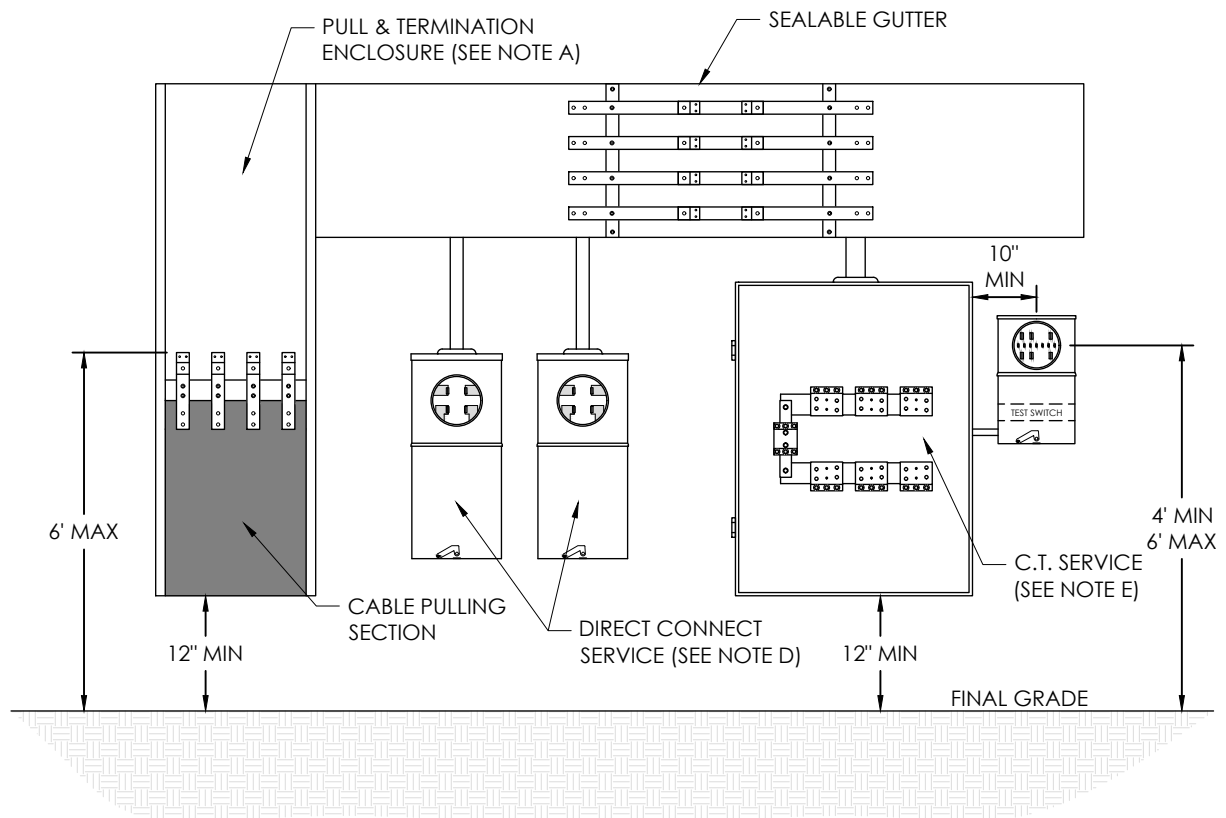 PULL & TERMINATION
ENCLOSURE (SEE NOTE A)
SEALABLE GUTTER
10"
MIN
TEST SWITCH
6' MAX
4' MIN
6' MAX
C.T. SERVICE
(SEE NOTE E)
CABLE PULLING
SECTION
DIRECT CONNECT
SERVICE (SEE NOTE D)
12" MIN
12" MIN
FINAL GRADE